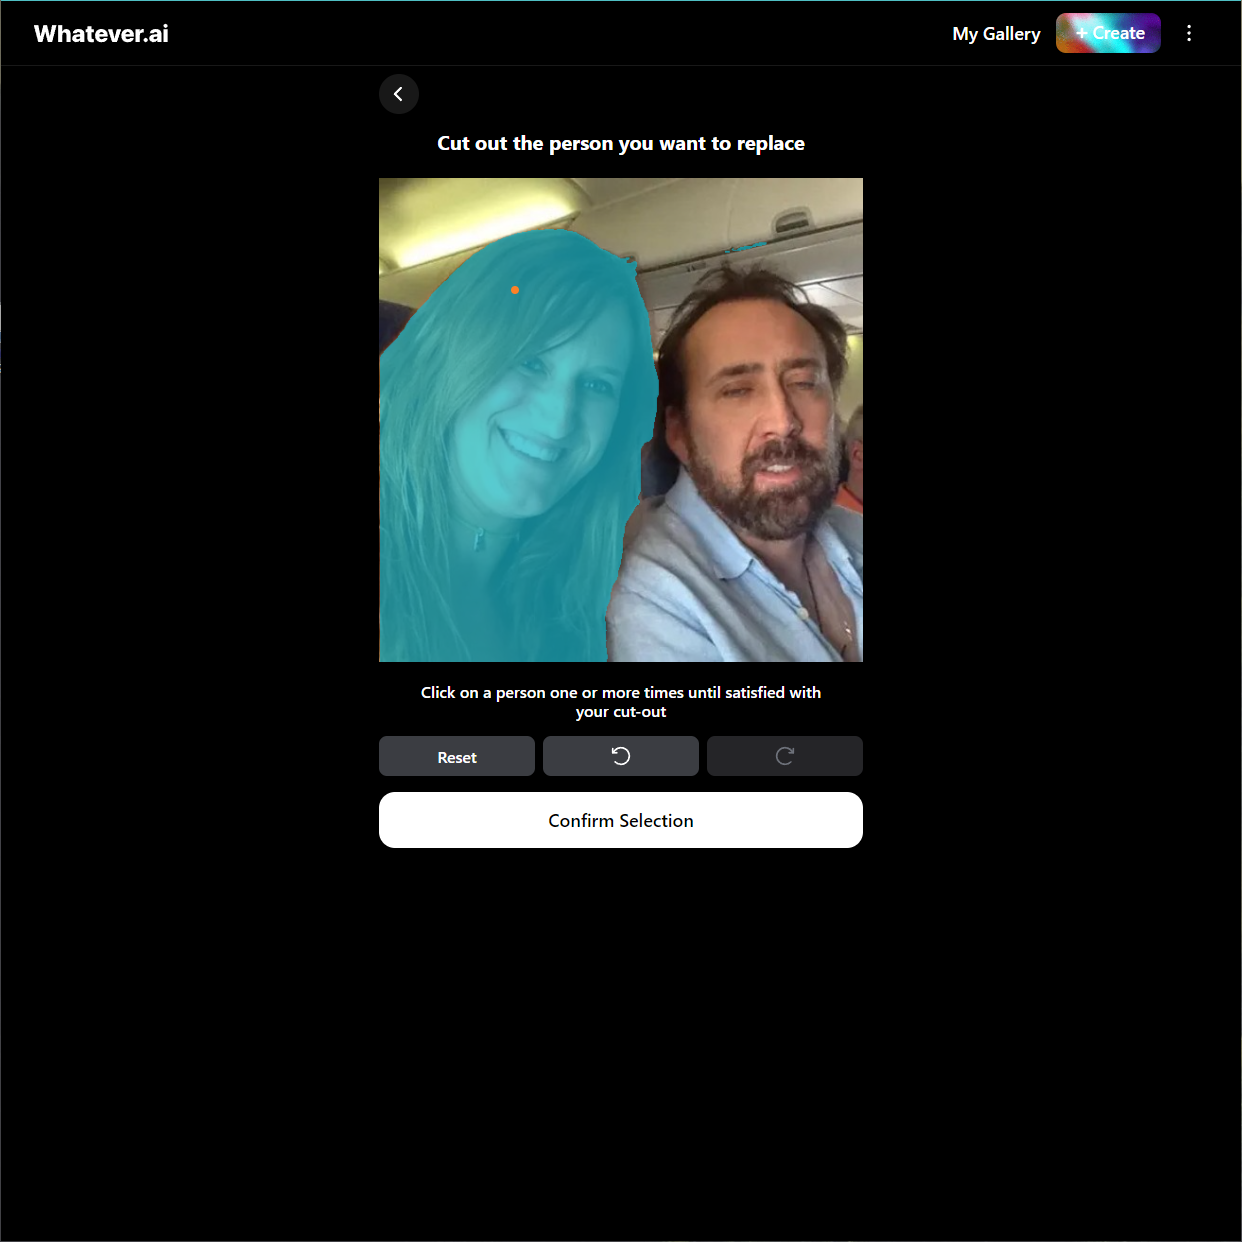 Whatever.ai
My Gallery
+ Create
Cut out the person you want to replace
Click on a person one or more times until satisfied with
your cut-out
Reset
Confirm Selection